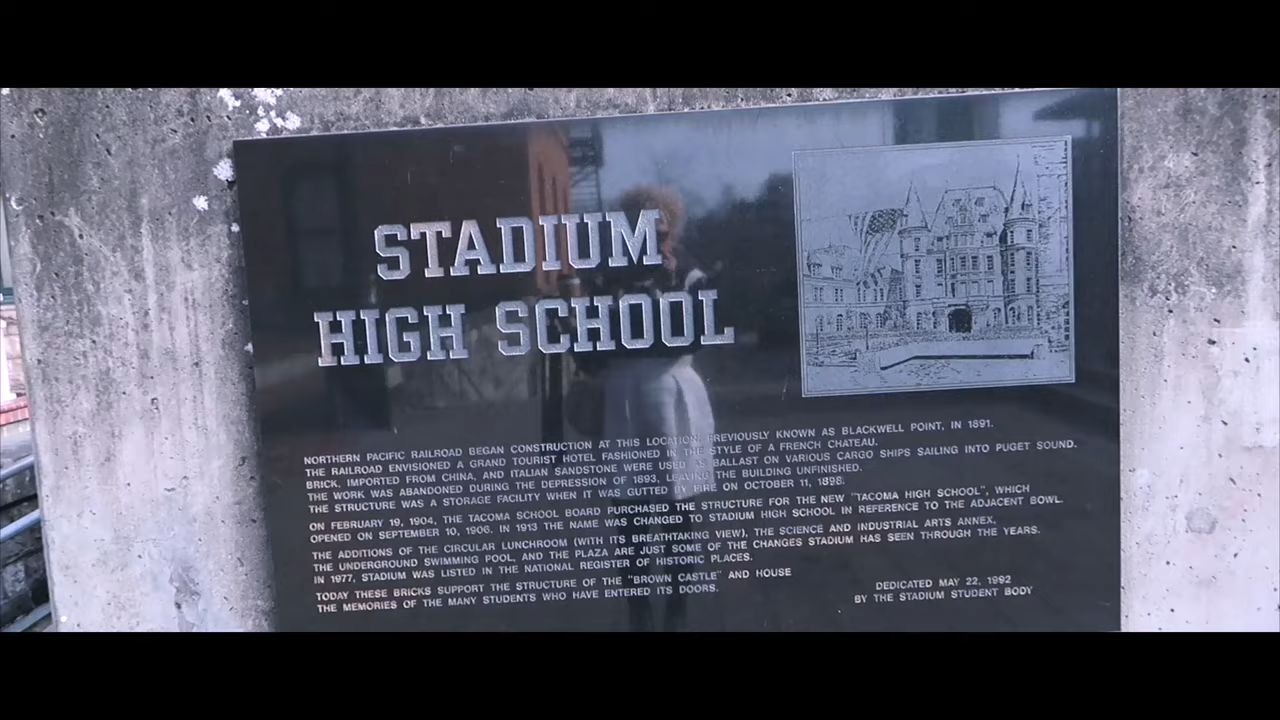 STADIUM
HIGH SCHOOL
NORTHERN PACIFIC RAILROAD BEGAN CONSTRUCTION AT THIS LOCATION, PREVIOUSLY KNOWN AS BLACKWELL POINT, IN 1891.
THE RAILROAD ENVISIONED A GRAND TOURIST HOTEL FASHIONED IN THE STYLE OF A FRENCH CHATEAU.
BRICK, IMPORTED FROM CHINA, AND ITALIAN SANDSTONE WERE USED AS BALLAST ON VARIOUS CARGO SHIPS SAILING INTO PUGET SOUND.
THE WORK WAS ABANDONED DURING THE DEPRESSION OF 1893, LEAVING THE BUILDING UNFINISHED.
THE STRUCTURE WAS A STORAGE FACILITY WHEN IT WAS GUTTED BY FIRE ON OCTOBER 11, 1898.
ON FEBRUARY 19, 1904, THE TACOMA SCHOOL BOARD PURCHASED THE STRUCTURE FOR THE NEW "TACOMA HIGH SCHOOL", WHICH
OPENED ON SEPTEMBER 10, 1906. IN 1913 THE NAME WAS CHANGED TO STADIUM HIGH SCHOOL IN REFERENCE TO THE ADJACENT BOWL.
THE ADDITIONS OF THE CIRCULAR LUNCHROOM (WITH ITS BREATHTAKING VIEW), THE SCIENCE AND INDUSTRIAL ARTS ANNEX,
THE UNDERGROUND SWIMMING POOL, AND THE PLAZA ARE JUST SOME OF THE CHANGES STADIUM HAS SEEN THROUGH THE YEARS.
IN 1977, STADIUM WAS LISTED IN THE NATIONAL REGISTER OF HISTORIC PLACES.
TODAY THESE BRICKS SUPPORT THE STRUCTURE OF THE "BROWN CASTLE" AND HOUSE
THE MEMORIES OF THE MANY STUDENTS WHO HAVE ENTERED ITS DOORS.
DEDICATED MAY 22, 1992
BY THE STADIUM STUDENT BODY